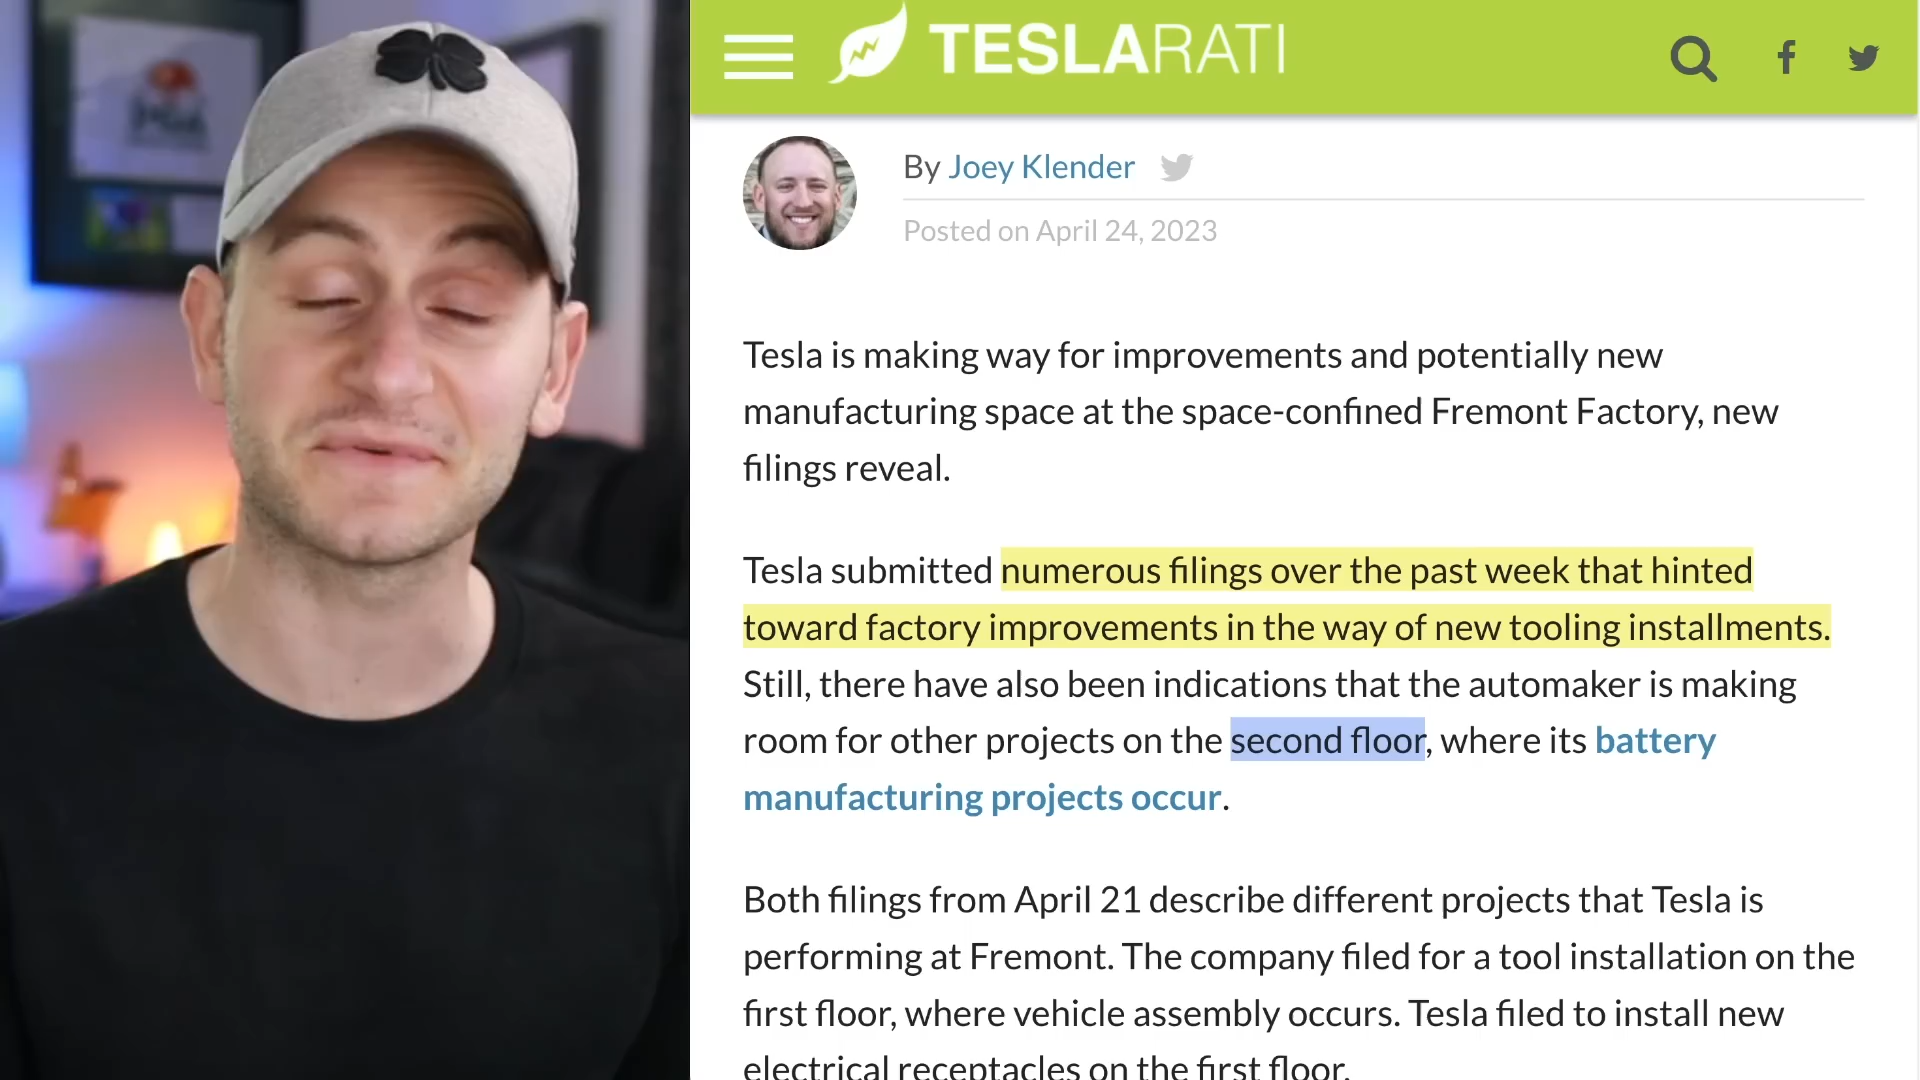 TESLARATI
By Joey Klender
Posted on April 24, 2023
Tesla is making way for improvements and potentially new
manufacturing space at the space-confined Fremont Factory, new
filings reveal.
Tesla submitted numerous filings over the past week that hinted
toward factory improvements in the way of new tooling installments.
Still, there have also been indications that the automaker is making
room for other projects on the second floor, where its battery
manufacturing projects occur.
Both filings from April 21 describe different projects that Tesla is
performing at Fremont. The company filed for a tool installation on the
first floor, where vehicle assembly occurs. Tesla filed to install new
electrical receptacles on the first floor.